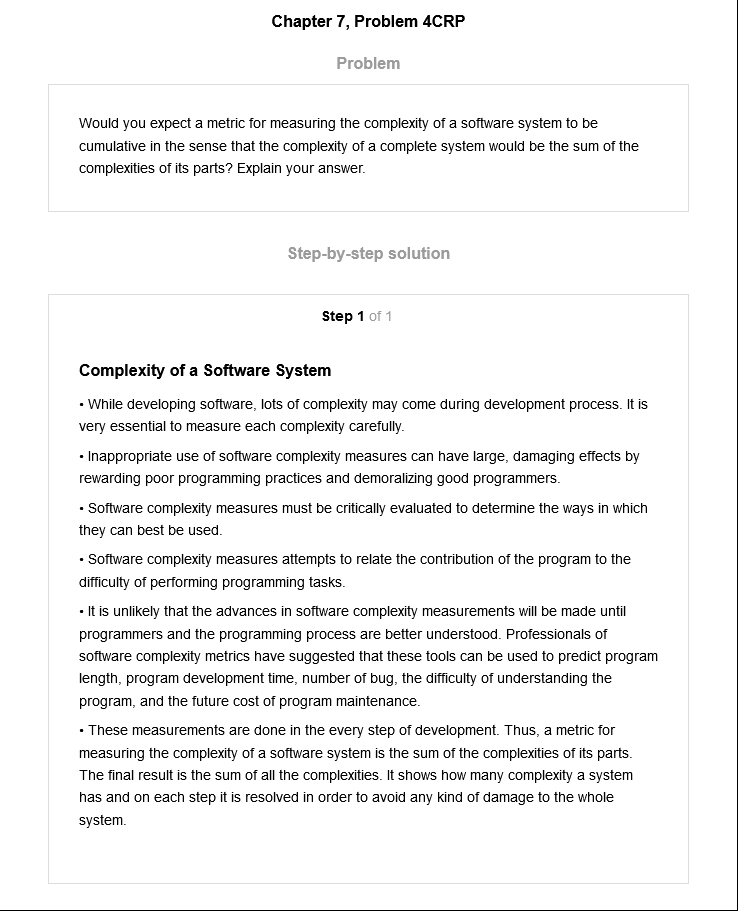 Chapter 7, Problem 4CRP
Problem
Would you expect a metric for measuring the complexity of a software system to be
cumulative in the sense that the complexity of a complete system would be the sum of the
complexities of its parts? Explain your answer.
Step-by-step solution
Step 1 of 1
Complexity of a Software System
• While developing software, lots of complexity may come during development process. It is
very essential to measure each complexity carefully.
• Inappropriate use of software complexity measures can have large, damaging effects by
rewarding poor programming practices and demoralizing good programmers.
• Software complexity measures must be critically evaluated to determine the ways in which
they can best be used.
• Software complexity measures attempts to relate the contribution of the program to the
difficulty of performing programming tasks.
• It is unlikely that the advances in software complexity measurements will be made until
programmers and the programming process are better understood. Professionals of
software complexity metrics have suggested that these tools can be used to predict program
length, program development time, number of bug, the difficulty of understanding the
program, and the future cost of program maintenance.
• These measurements are done in the every step of development. Thus, a metric for
measuring the complexity of a software system is the sum of the complexities of its parts.
The final result is the sum of all the complexities. It shows how many complexity a system
has and on each step it is resolved in order to avoid any kind of damage to the whole
system.